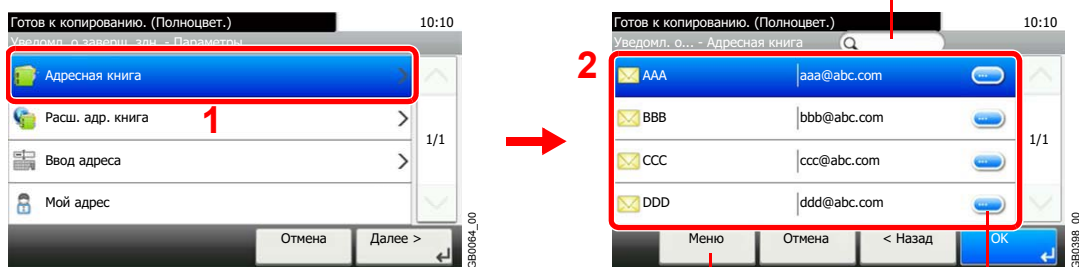 Готов к копированию. (Полноцвет.) 10:10
Уведомл. о заверш. здн. - Параметры
Адресная книга
Расш. адр. книга
1
1/1
Ввод адреса
Мой адрес
Отмена Далее >
GB0064_00
Готов к копированию. (Полноцвет.) 10:10
Уведомл. о... - Адресная книга
2
AAA aaa@abc.com
BBB bbb@abc.com
1/1
CCC ccc@abc.com
DDD ddd@abc.com
Меню Отмена < Назад OK
GB0398_00